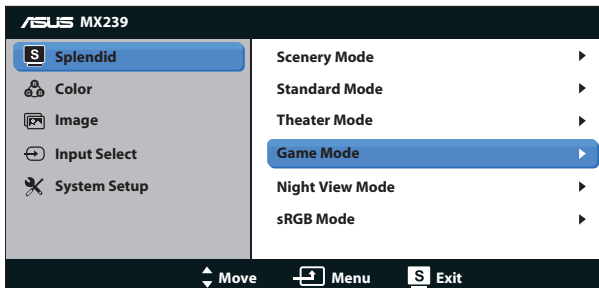 ASUS MX239
S Splendid
Color
Image
Input Select
System Setup
Scenery Mode
Standard Mode
Theater Mode
Game Mode
Night View Mode
sRGB Mode
Move Menu S Exit